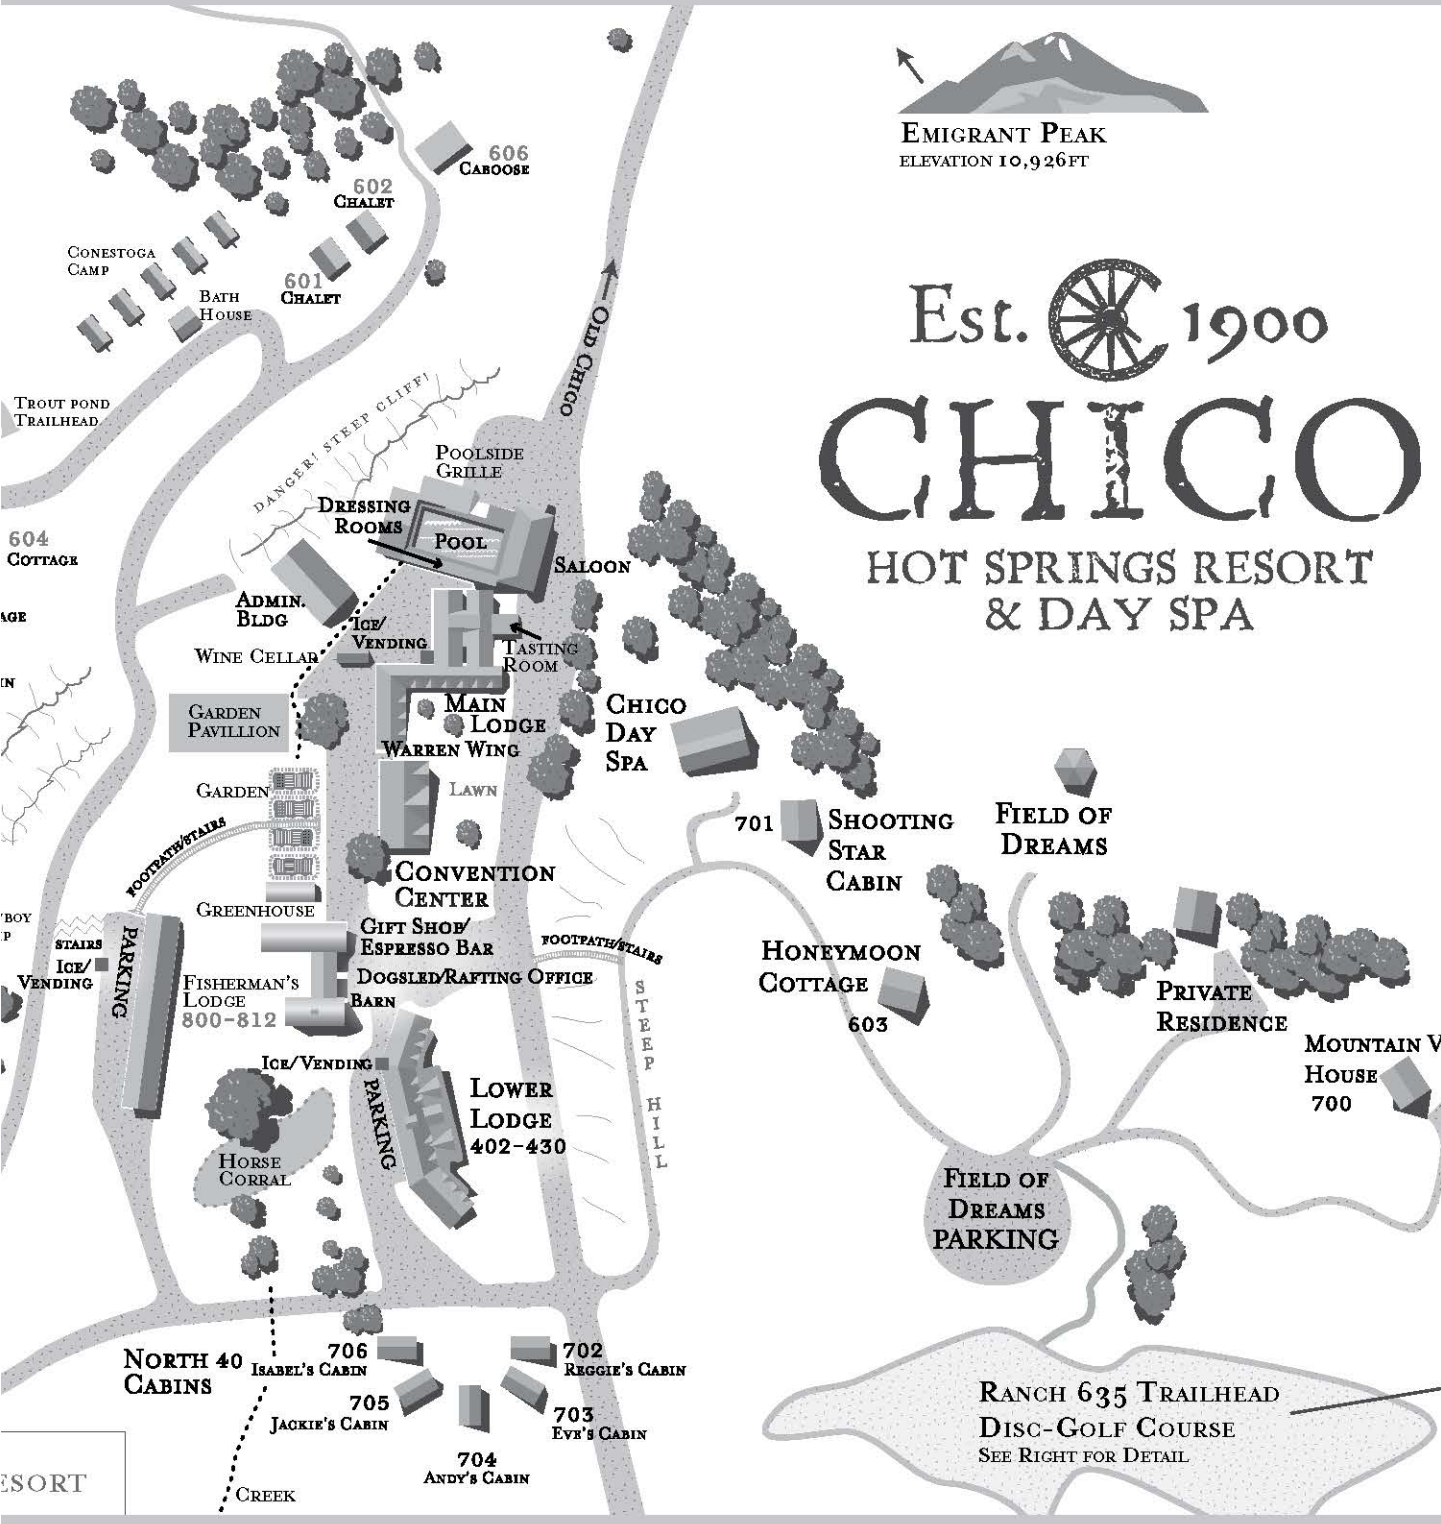 EMIGRANT PEAK
ELEVATION 10,926FT
606
CABOOSE
602
CHALET
CONESTOGA
CAMP
601
CHALET
BATH
HOUSE
Est. 1900
CHICO
HOT SPRINGS RESORT
& DAY SPA
OLD CHICO
TROUT POND
TRAILHEAD
DANGER! STEEP CLIFF!
POOLSIDE
GRILLE
DRESSING
ROOMS
POOL
SALOON
604
COTTAGE
ADMIN.
BLDG
ICE/
VENDING
WINE CELLAR
TASTING
ROOM
MAIN
LODGE
WARREN WING
GARDEN
PAVILLION
CHICO
DAY
SPA
GARDEN
LAWN
FOOTPATH/STAIRS
701
SHOOTING
STAR
CABIN
FIELD OF
DREAMS
CONVENTION
CENTER
GREENHOUSE
GIFT SHOP/
ESPRESSO BAR
STAIRS
ICE/
VENDING
PARKING
FISHERMAN'S
LODGE
800-812
DOGSLED/RAFTING OFFICE
BARN
FOOTPATH/STAIRS
STEEP HILL
HONEYMOON
COTTAGE
603
PRIVATE
RESIDENCE
MOUNTAIN V
HOUSE
700
ICE/VENDING
PARKING
LOWER
LODGE
402-430
HORSE
CORRAL
FIELD OF
DREAMS
PARKING
NORTH 40
CABINS
706
ISABEL'S CABIN
702
REGGIE'S CABIN
705
JACKIE'S CABIN
703
EVE'S CABIN
704
ANDY'S CABIN
RANCH 635 TRAILHEAD
DISC-GOLF COURSE
SEE RIGHT FOR DETAIL
ESORT
CREEK